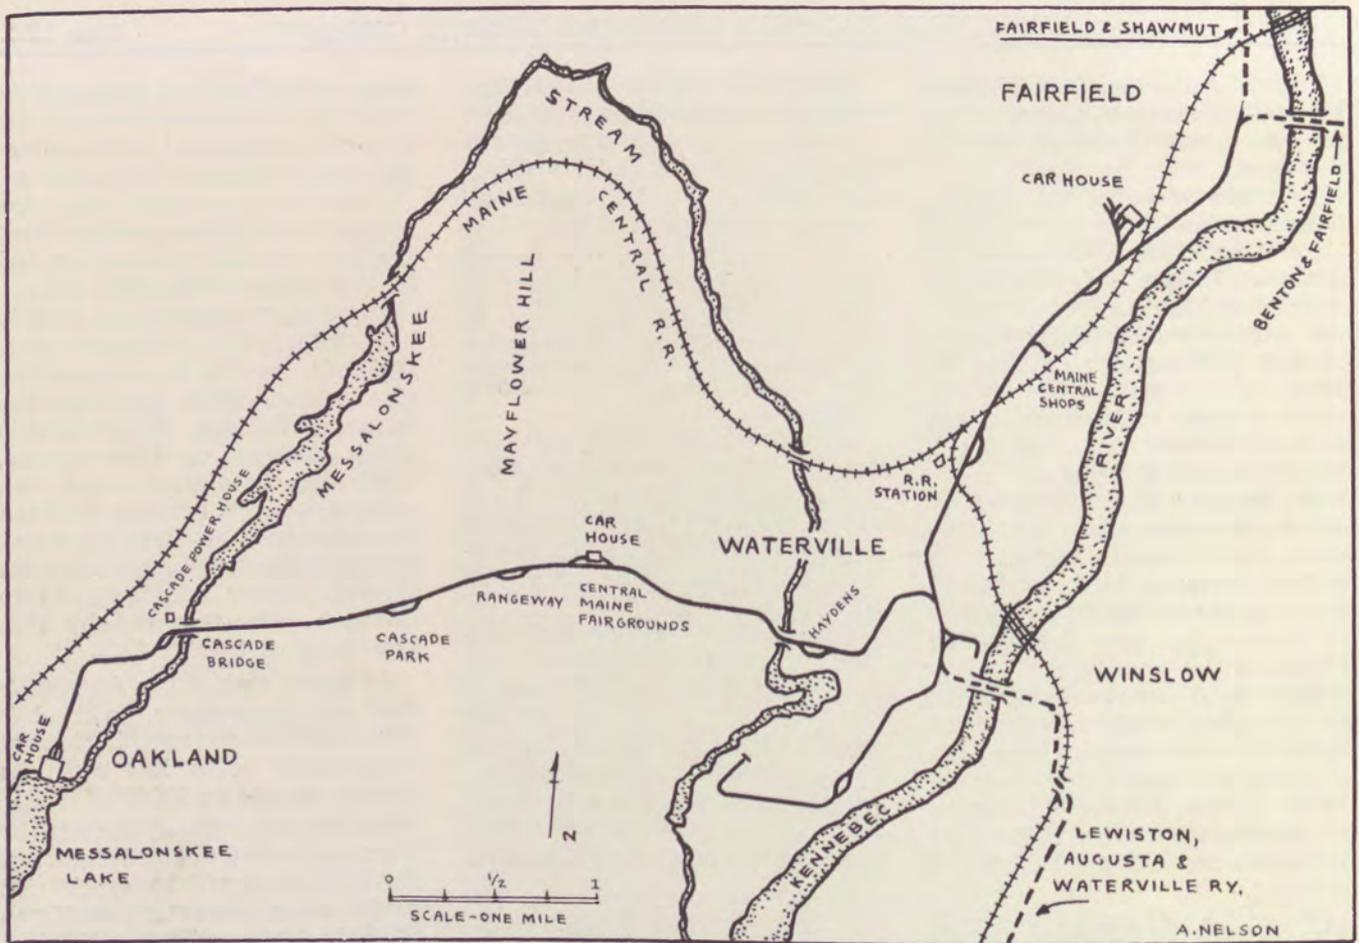 FAIRFIELD & SHAWMUT
FAIRFIELD
CAR HOUSE
BENTON & FAIRFIELD
STREAM
MAINE
CENTRAL
R.R.
MAYFLOWER HILL
MESSALONSKEE
MAINE
CENTRAL
SHOPS
RIVER
R.R.
STATION
CASCADE POWER HOUSE
CAR
HOUSE
WATERVILLE
RANGEWAY
CENTRAL
MAINE
FAIRGROUNDS
HAYDENS
CASCADE
BRIDGE
CASCADE
PARK
WINSLOW
CAR
HOUSE
OAKLAND
N
KENNEBEC
MESSALONSKEE
LAKE
0 1/2 1
SCALE-ONE MILE
LEWISTON,
AUGUSTA &
WATERVILLE RY.
A.NELSON